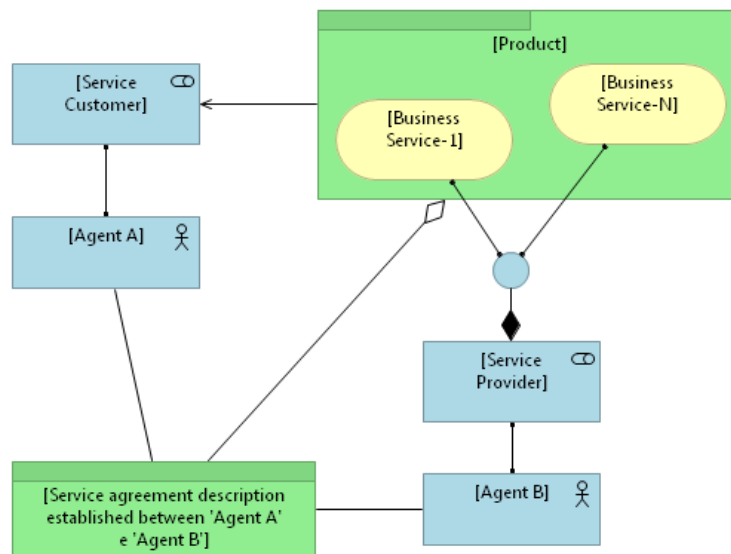 [Product]
[Service
Customer]
[Business
Service-1]
[Business
Service-N]
[Agent A]
[Service
Provider]
[Agent B]
[Service agreement description
established between 'Agent A'
e 'Agent B']